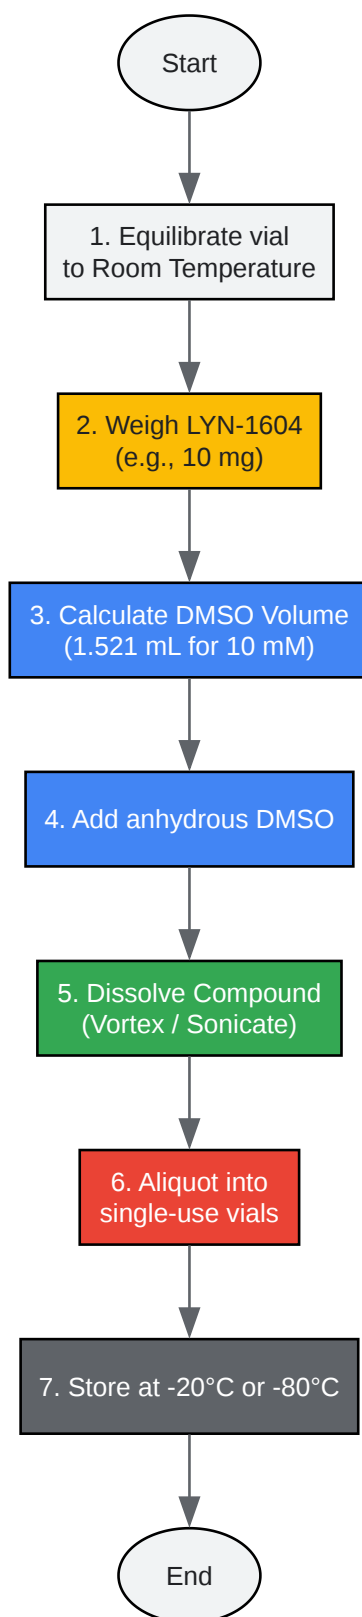 Start
1. Equilibrate vial
to Room Temperature
2. Weigh LYN-1604
(e.g., 10 mg)
3. Calculate DMSO Volume
(1.521 mL for 10 mM)
4. Add anhydrous DMSO
5. Dissolve Compound
(Vortex / Sonicate)
6. Aliquot into
single-use vials
7. Store at -20°C or -80°C
End